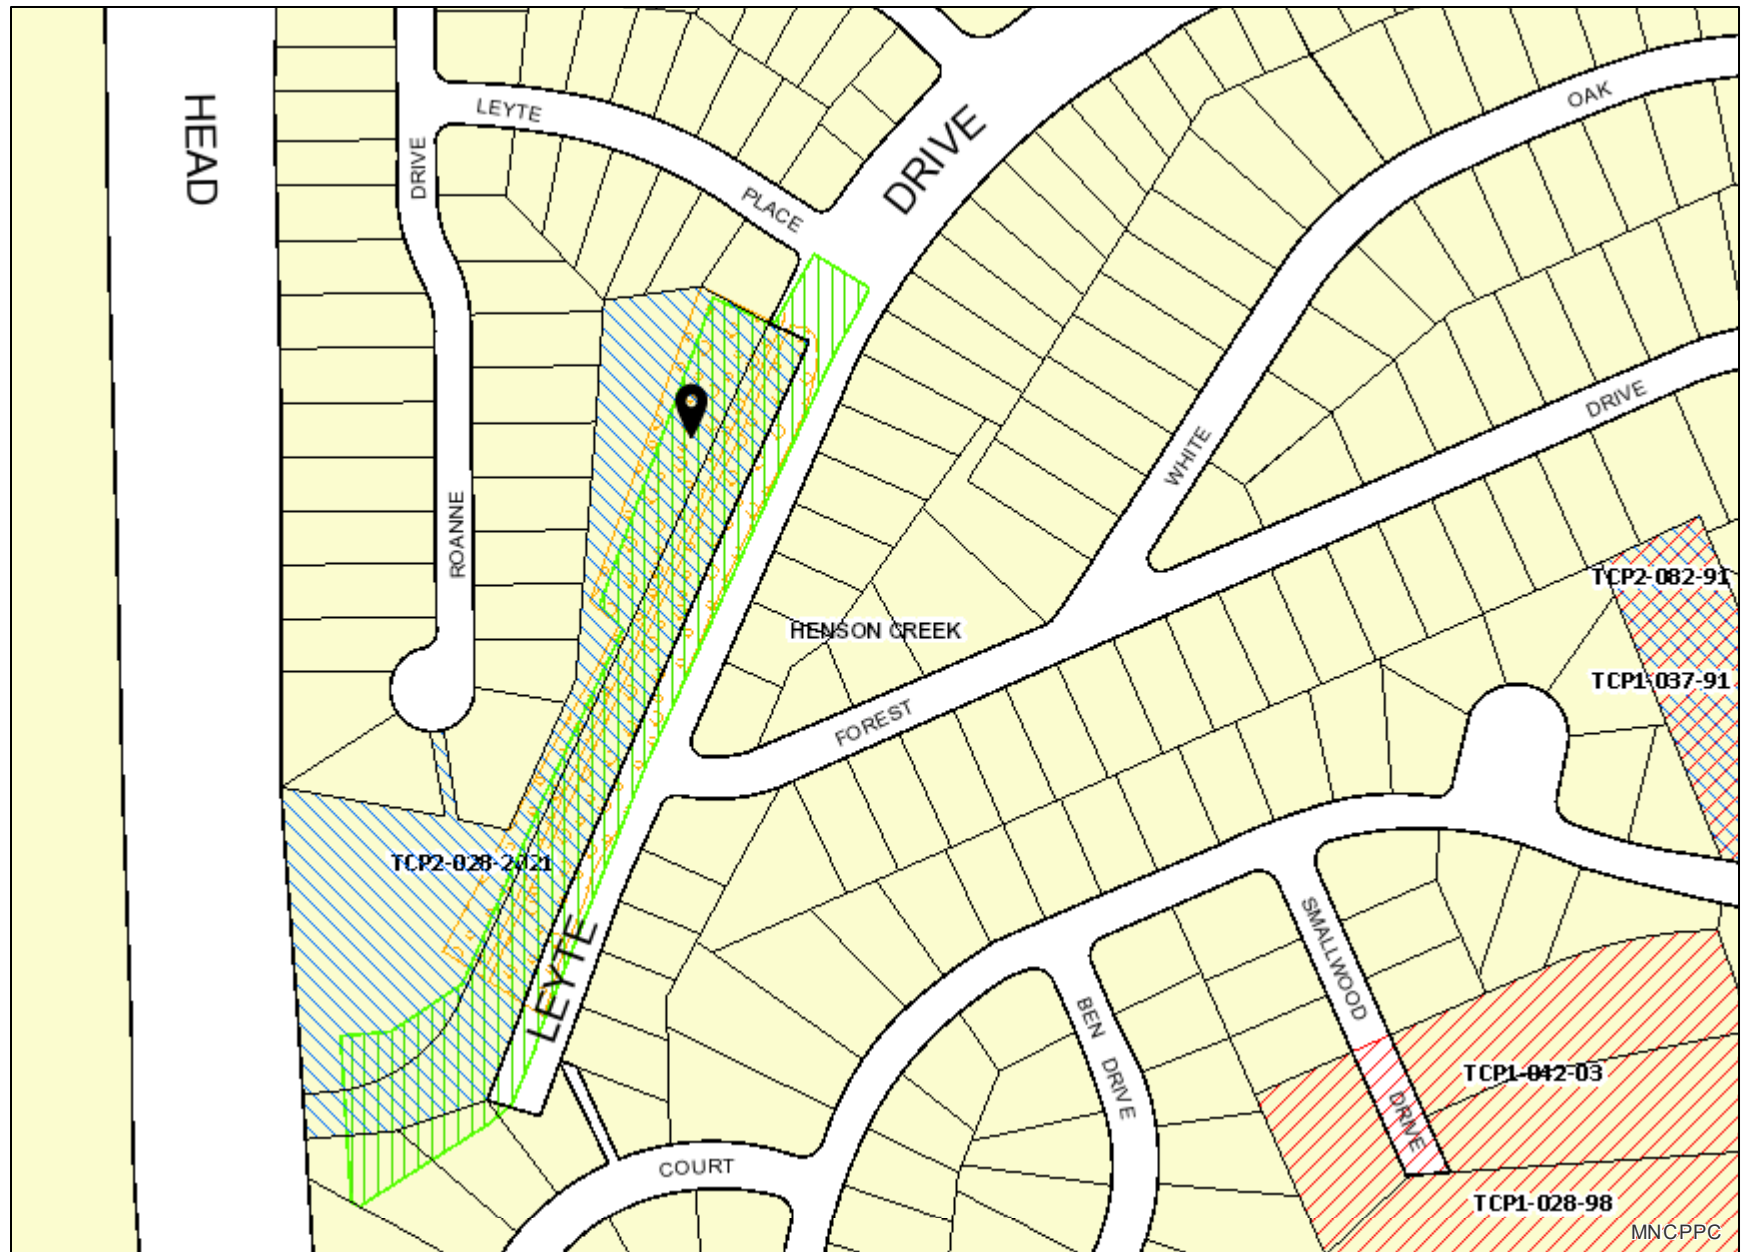 HEAD
LEYTE
PLACE
DRIVE
ROANNE
DRIVE
OAK
WHITE
DRIVE
FOREST
HENSON CREEK
TCP2-082-91
TCP1-037-91
TCP2-028-2021
LEYTE
SMALLWOOD
DRIVE
BEN DRIVE
COURT
TCP1-042-03
TCP1-028-98
MNCPPC